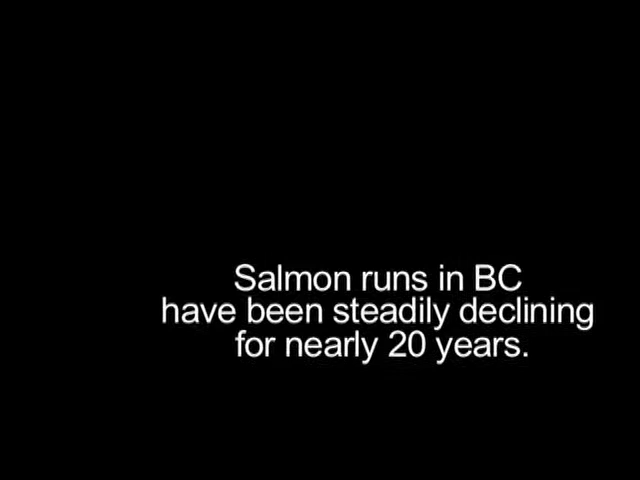 Salmon runs in BC
have been steadily declining
for nearly 20 years.